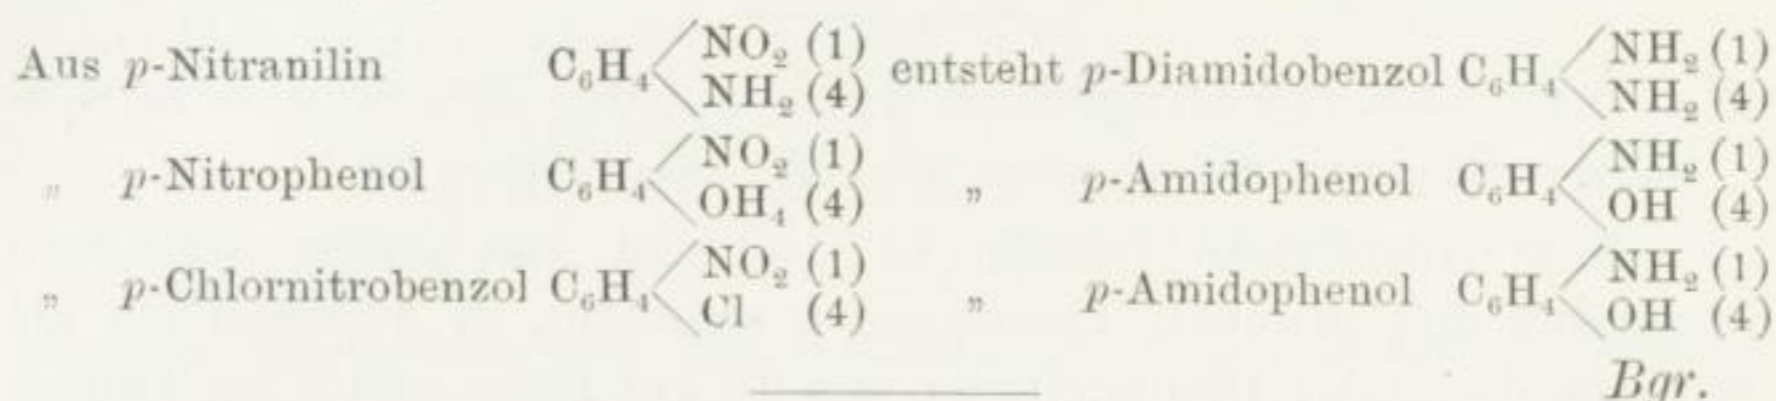 Aus p-Nitranilin C₆H₄< NO₂ (1) NH₂ (4) entsteht p-Diamidobenzol C₆H₄< NH₂ (1) NH₂ (4)
„ p-Nitrophenol C₆H₄< NO₂ (1) OH₄ (4) „ p-Amidophenol C₆H₄< NH₂ (1) OH (4)
„ p-Chlornitrobenzol C₆H₄< NO₂ (1) Cl (4) „ p-Amidophenol C₆H₄< NH₂ (1) OH (4)
Bgr.